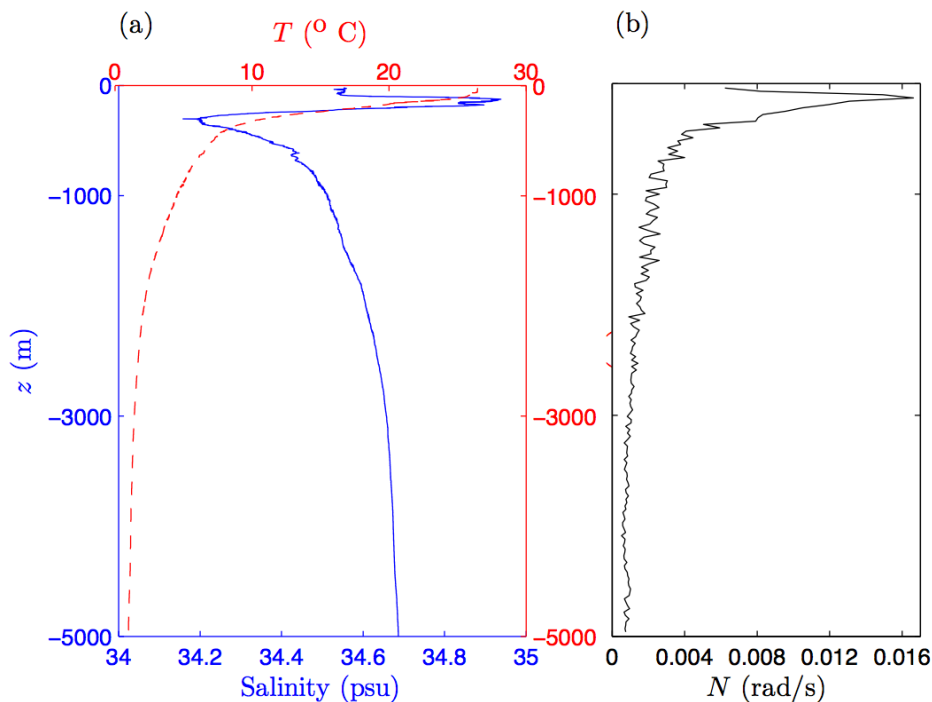 (a)
T (° C)
0 10 20 30
0
-1000
-3000
-5000
z (m)
34 34.2 34.4 34.6 34.8 35
Salinity (psu)
0
-1000
-3000
-5000
(b)
0 0.004 0.008 0.012 0.016
N (rad/s)